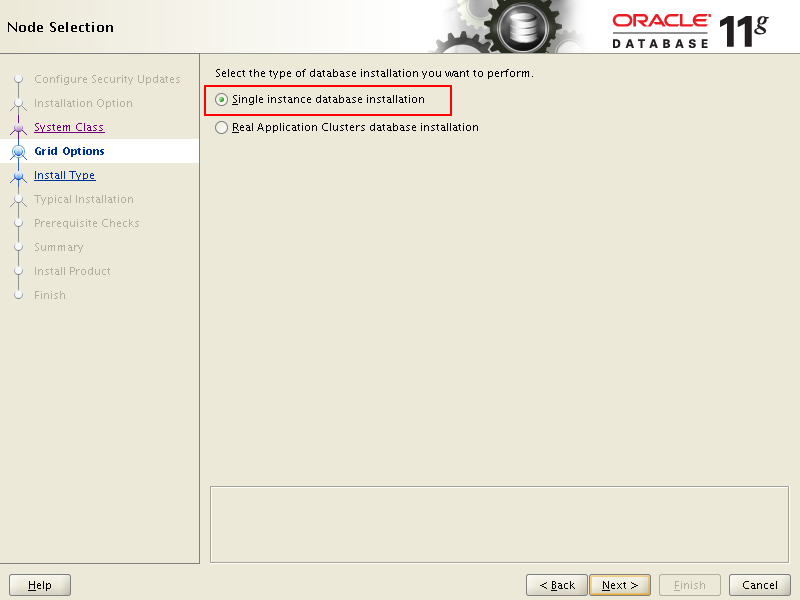 Node Selection
ORACLE
DATABASE
11g
Configure Security Updates
Installation Option
System Class
Grid Options
Install Type
Typical Installation
Prerequisite Checks
Summary
Install Product
Finish
Select the type of database installation you want to perform.
Single instance database installation
Real Application Clusters database installation
Help
< Back
Next >
Finish
Cancel